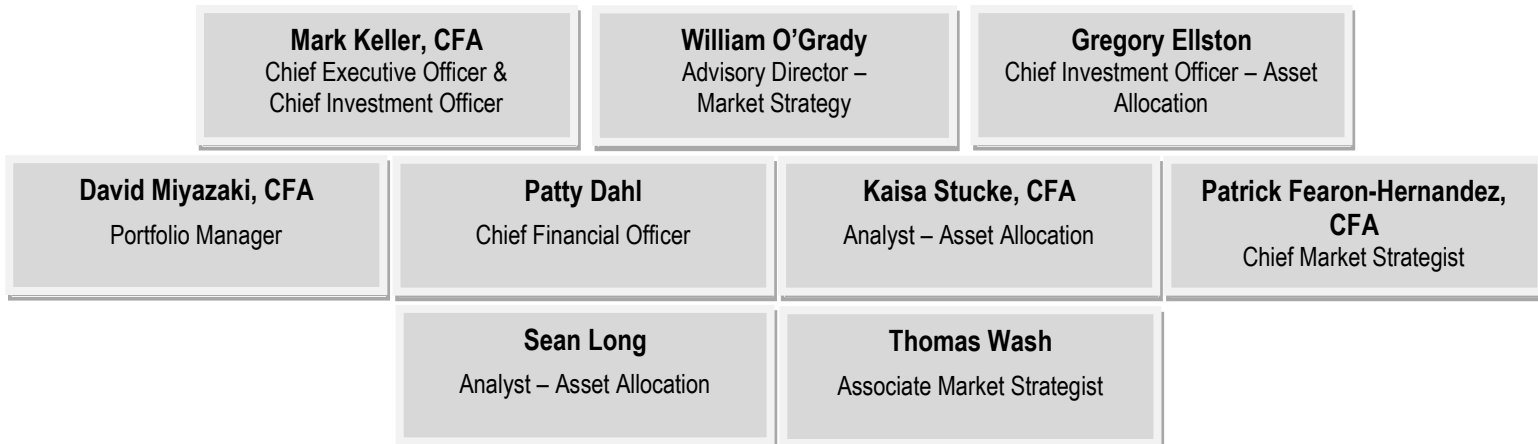 Mark Keller, CFA
Chief Executive Officer &
Chief Investment Officer
William O’Grady
Advisory Director –
Market Strategy
Gregory Ellston
Chief Investment Officer – Asset
Allocation
David Miyazaki, CFA
Portfolio Manager
Patty Dahl
Chief Financial Officer
Kaisa Stucke, CFA
Analyst – Asset Allocation
Patrick Fearon-Hernandez,
CFA
Chief Market Strategist
Sean Long
Analyst – Asset Allocation
Thomas Wash
Associate Market Strategist